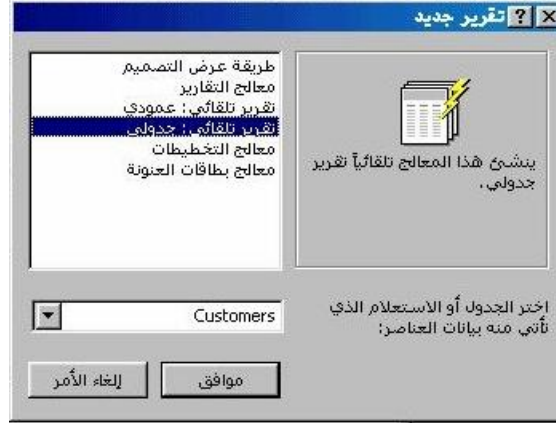 تقرير جديد
طريقة عرض التصميم
معالج التقارير
تقرير تلقائي: عمودي
تقرير تلقائي: جدولي
معالج التخطيطات
معالج بطاقات العنونة
ينشئ هذا المعالج تلقائياً تقرير
جدولي.
اختر الجدول أو الاستعلام الذي
تأتي منه بيانات العناصر:
Customers
موافق
إلغاء الأمر